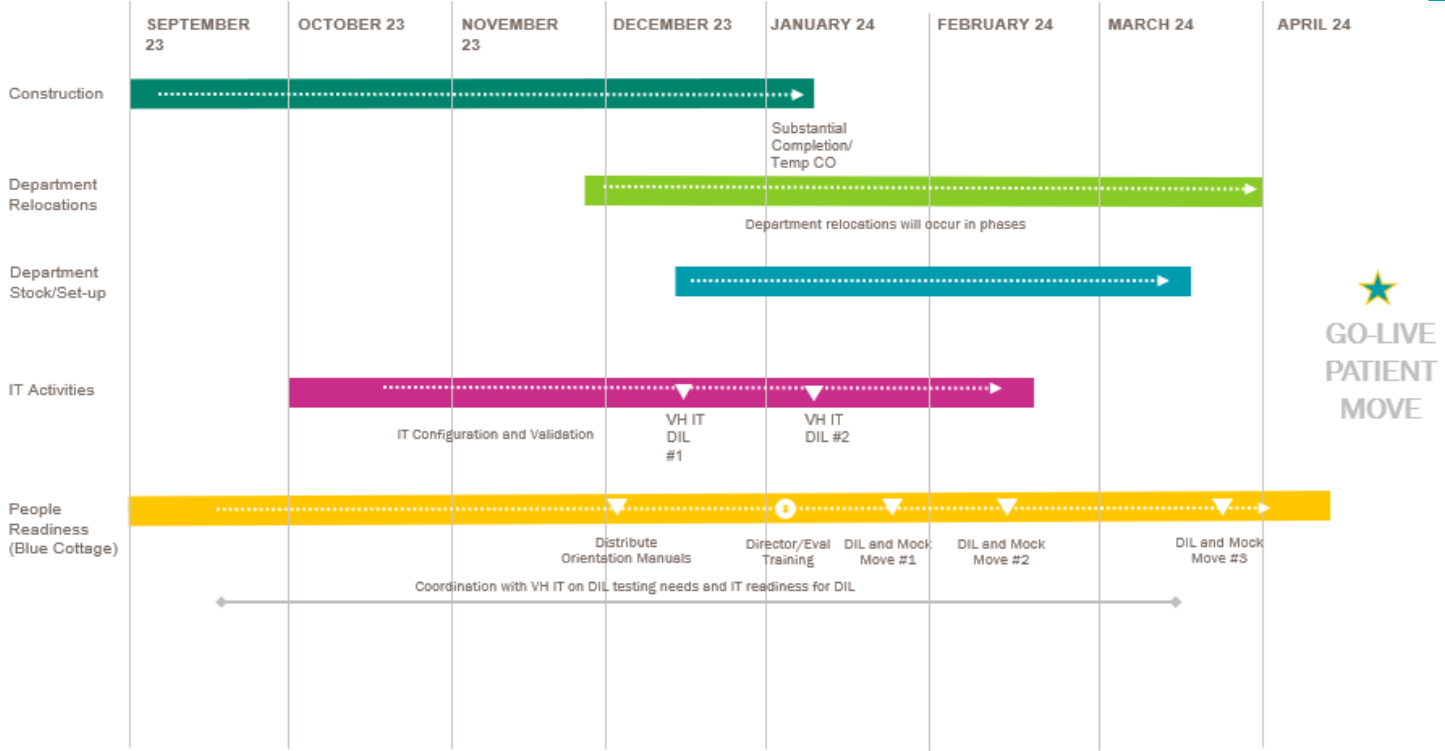 SEPTEMBER
23
OCTOBER 23
NOVEMBER
23
DECEMBER 23
JANUARY 24
FEBRUARY 24
MARCH 24
APRIL 24
Construction
Substantial
Completion/
Temp CO
Department
Relocations
Department relocations will occur in phases
Department
Stock/Set-up
GO-LIVE
PATIENT
MOVE
IT Activities
IT Configuration and Validation
VH IT
DIL
#1
VH IT
DIL #2
People
Readiness
(Blue Cottage)
Distribute
Orientation Manuals
Director/Eval
Training
DIL and Mock
Move #1
DIL and Mock
Move #2
DIL and Mock
Move #3
Coordination with VH IT on DIL testing needs and IT readiness for DIL